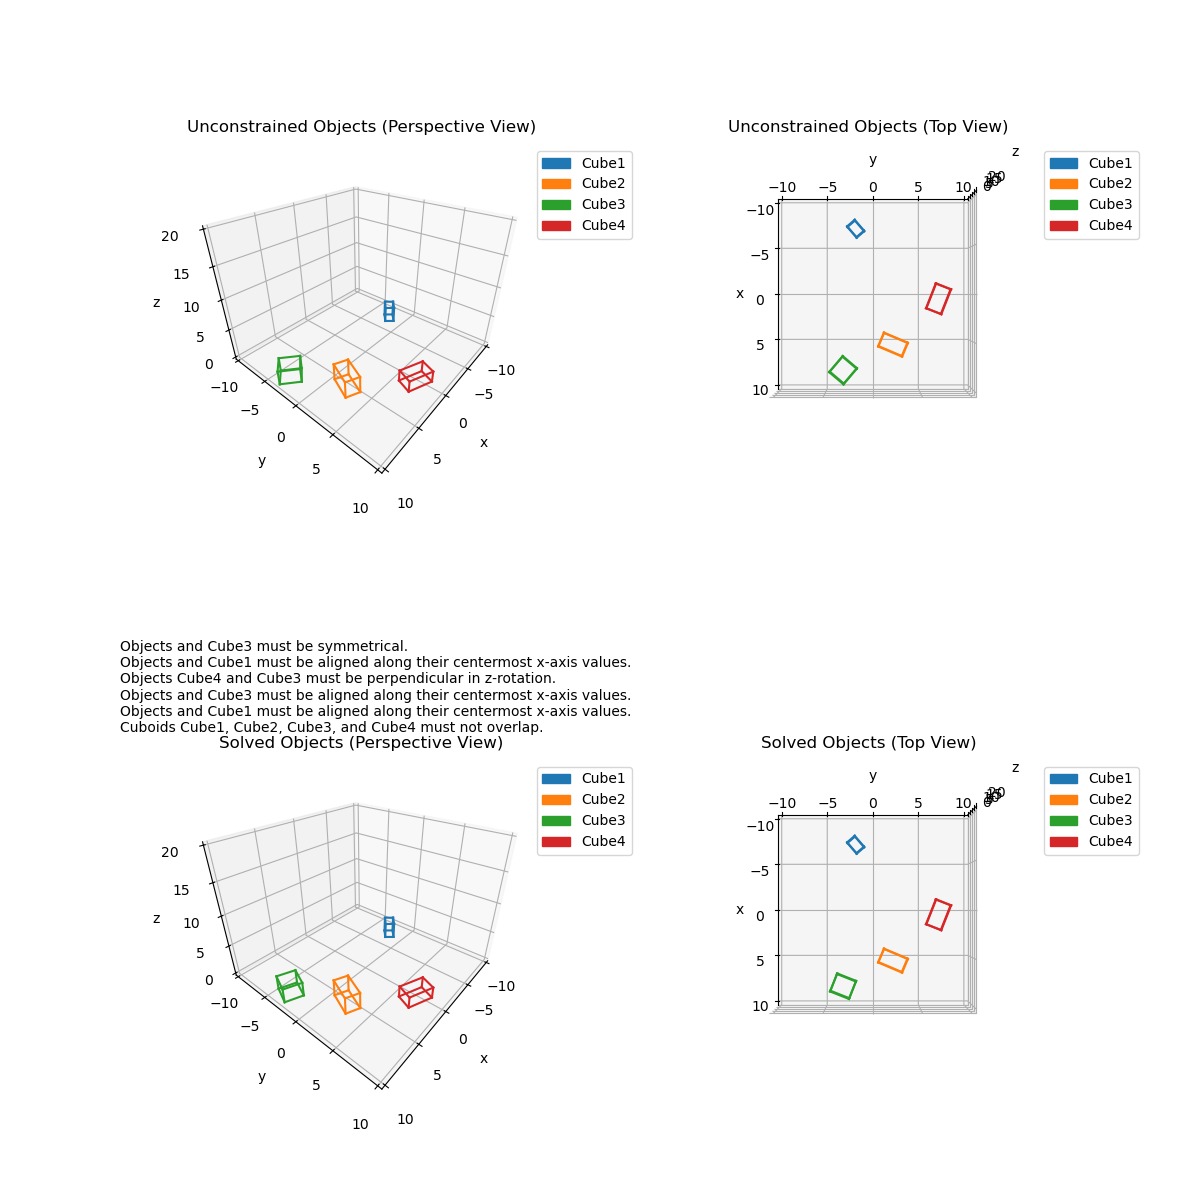 Unconstrained Objects (Perspective View)
Cube1
Cube2
Cube3
Cube4
20
15
z
10
5
0
−10
−5
y
0
5
10
−10
−5
0
x
5
10
Unconstrained Objects (Top View)
z
y
Cube1
Cube2
Cube3
Cube4
−10 −5 0 5 10
20
−10
−5
x 0
5
10
Objects and Cube3 must be symmetrical.
Objects and Cube1 must be aligned along their centermost x-axis values.
Objects Cube4 and Cube3 must be perpendicular in z-rotation.
Objects and Cube3 must be aligned along their centermost x-axis values.
Objects and Cube1 must be aligned along their centermost x-axis values.
Cuboids Cube1, Cube2, Cube3, and Cube4 must not overlap.
Solved Objects (Perspective View)
Cube1
Cube2
Cube3
Cube4
20
15
z
10
5
0
−10
−5
y
0
5
10
−10
−5
0
x
5
10
Solved Objects (Top View)
z
y
Cube1
Cube2
Cube3
Cube4
−10 −5 0 5 10
20
−10
−5
x 0
5
10